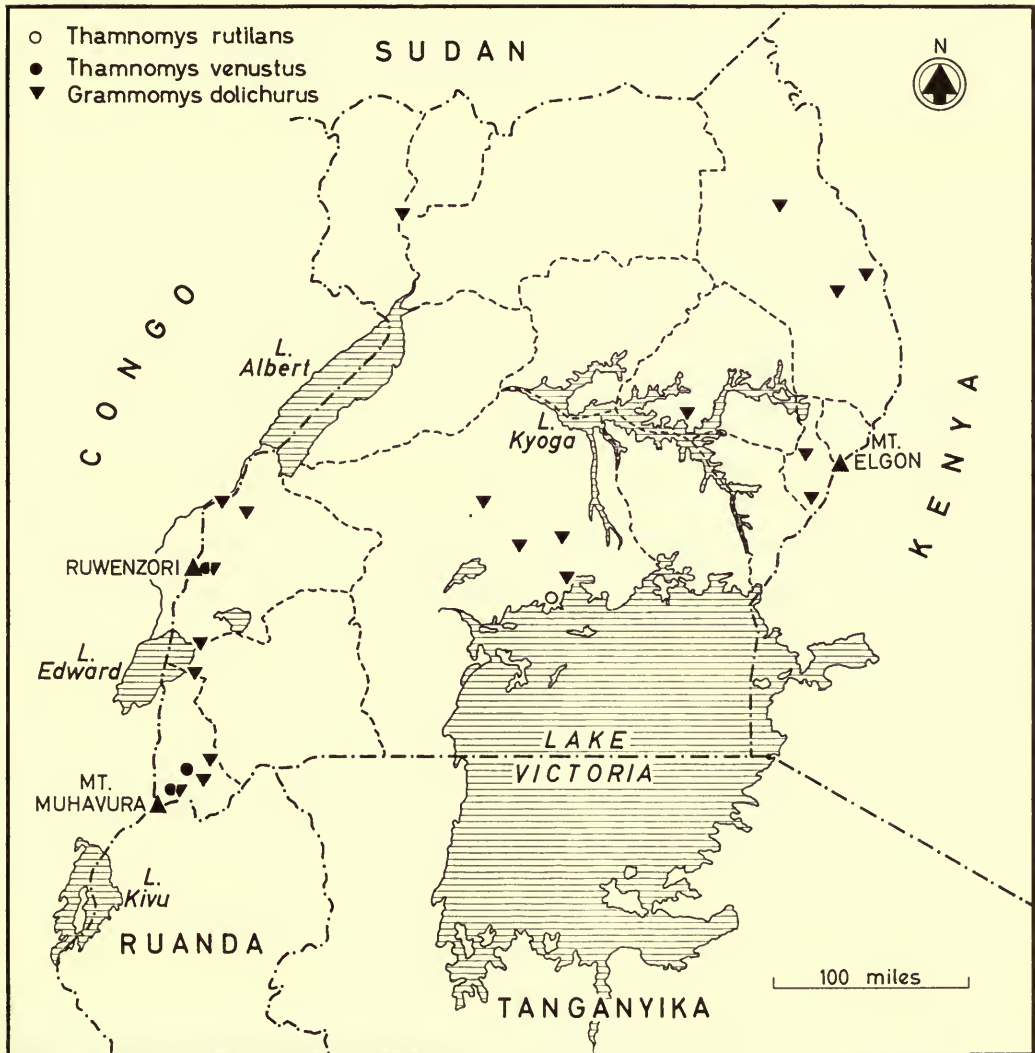 Thamnomys rutilans
Thamnomys venustus
Grammomys dolichurus
SUDAN
N
CONGO
L.
Albert
L.
Kyoga
KENYA
MT.
ELGON
RUWENZORI
L.
Edward
LAKE
VICTORIA
MT.
MUHAVURA
L.
Kivu
RUANDA
100 miles
TANGANYIKA